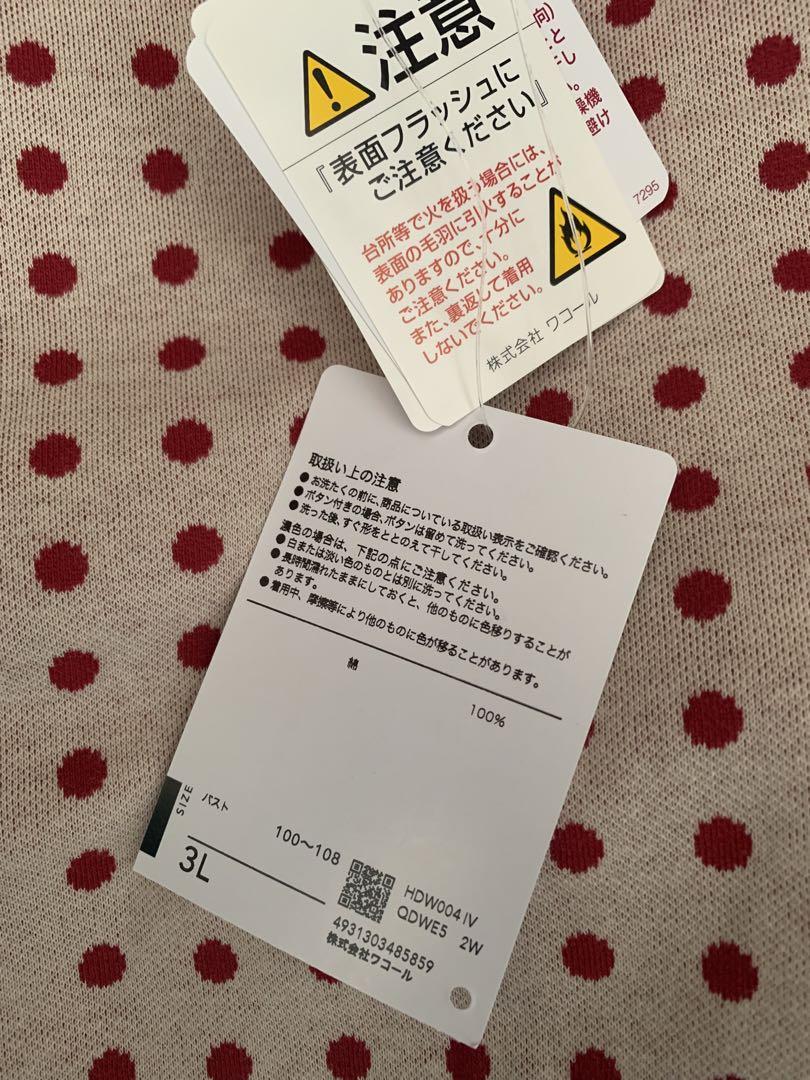 注意
『表面フラッシュに
ご注意ください』
台所等で火を扱う場合には、
表面の毛羽に引火することが
ありますので、十分に
ご注意ください。
また、裏返して着用
しないでください。
株式会社 ワコール
向)
こと
機
避け
7295
取扱い上の注意
●お洗たくの前に、商品についている取扱い表示をご確認ください。
●ボタン付きの場合、ボタンは留めて洗ってください。
●洗った後、すぐ形をととのえて干してください。
濃色の場合は、下記の点にご注意ください。
●白または淡い色のものとは別に洗ってください。
●長時間濡れたままにしておくと、他のものに色移りすることが
あります。
●着用中、摩擦等により他のものに色が移ることがあります。
綿
100%
SIZE
バスト
100〜108
3L
HDW004 IV
QDWE5 2W
4931303485859
株式会社ワコール